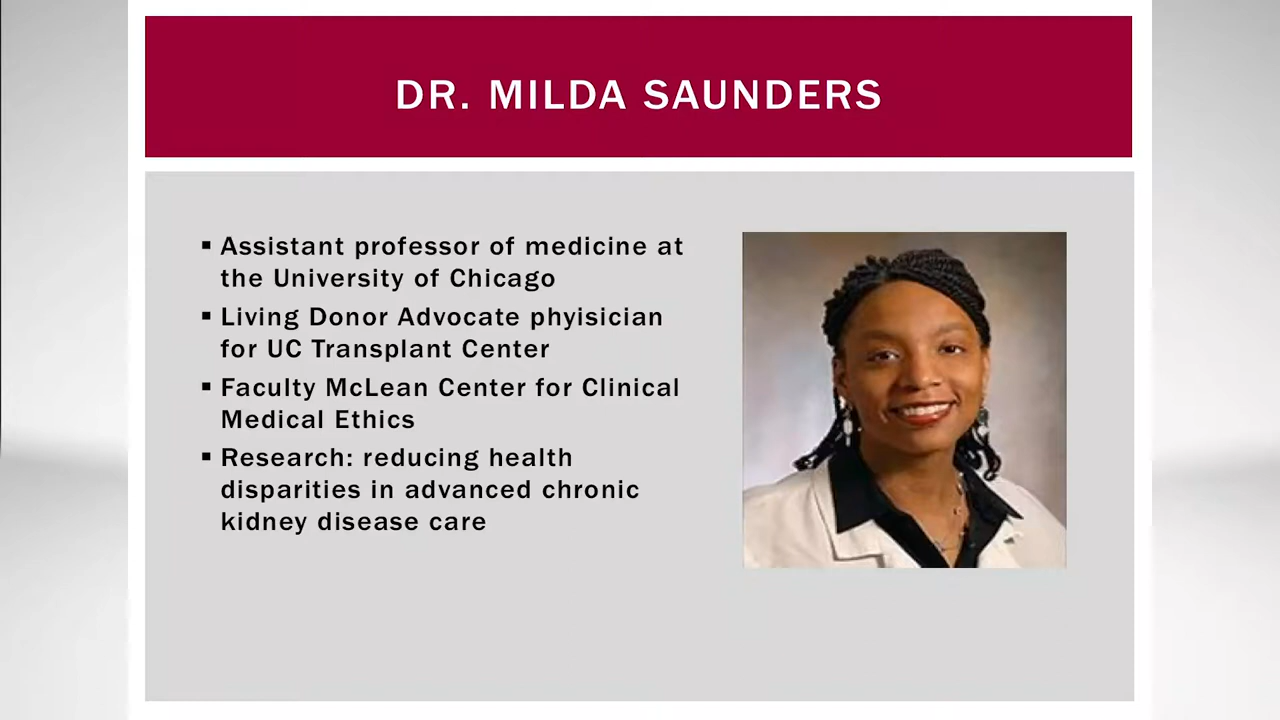 DR. MILDA SAUNDERS
▪ Assistant professor of medicine at
the University of Chicago
▪ Living Donor Advocate phyisician
for UC Transplant Center
▪ Faculty McLean Center for Clinical
Medical Ethics
▪ Research: reducing health
disparities in advanced chronic
kidney disease care